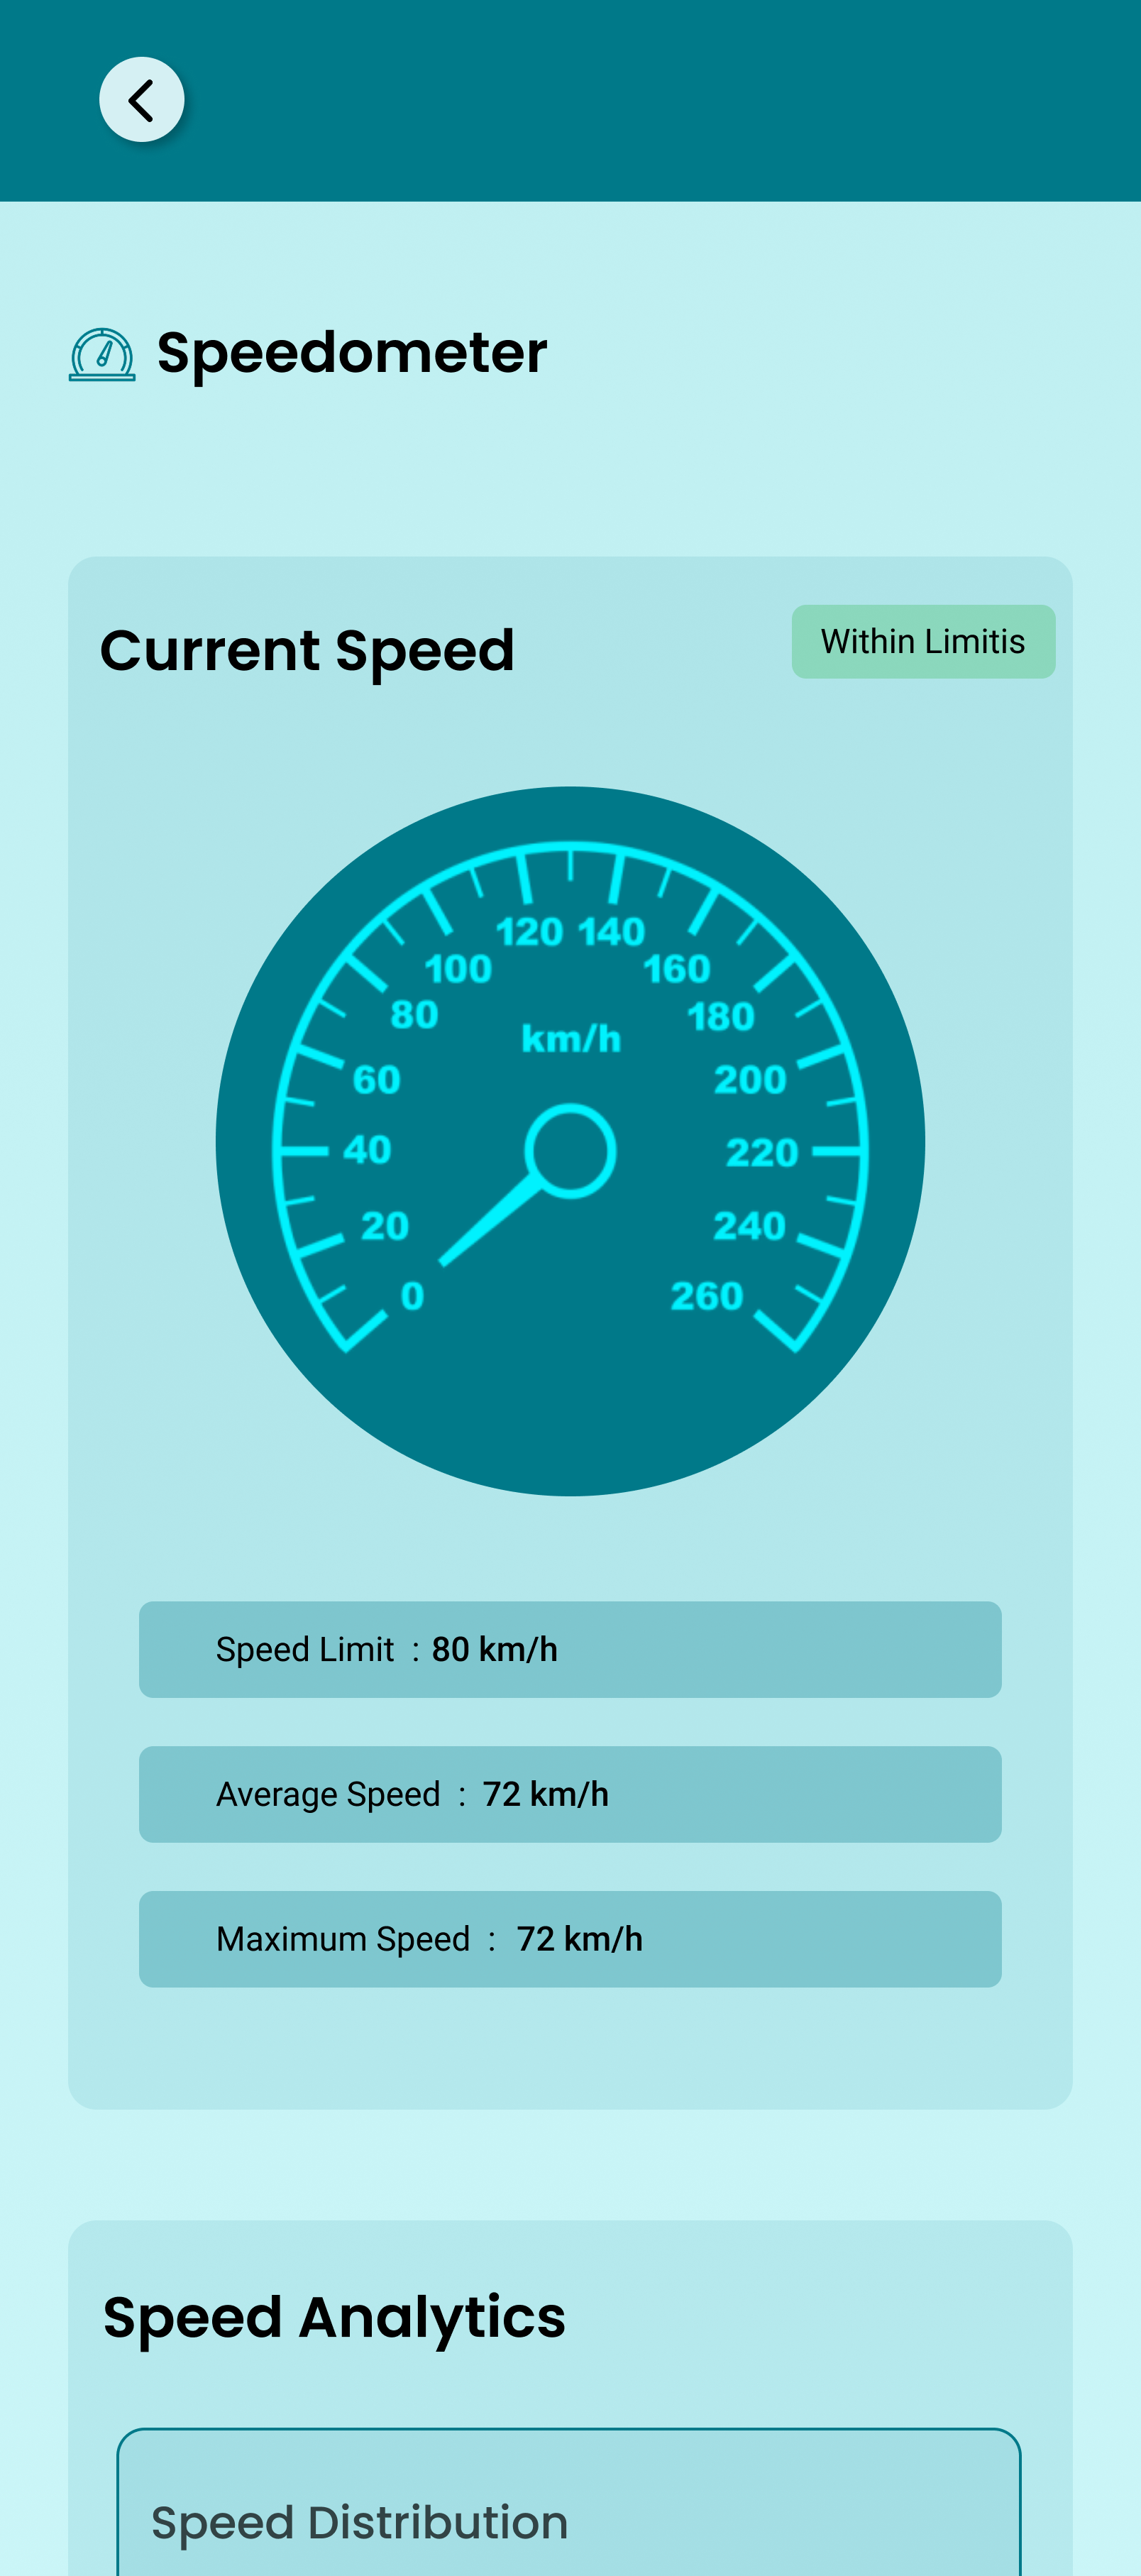 Speedometer
Current Speed
Within Limitis
120 140
100 160
80 180
km/h
60 200
40 220
20 240
0 260
Speed Limit : 80 km/h
Average Speed : 72 km/h
Maximum Speed : 72 km/h
Speed Analytics
Speed Distribution